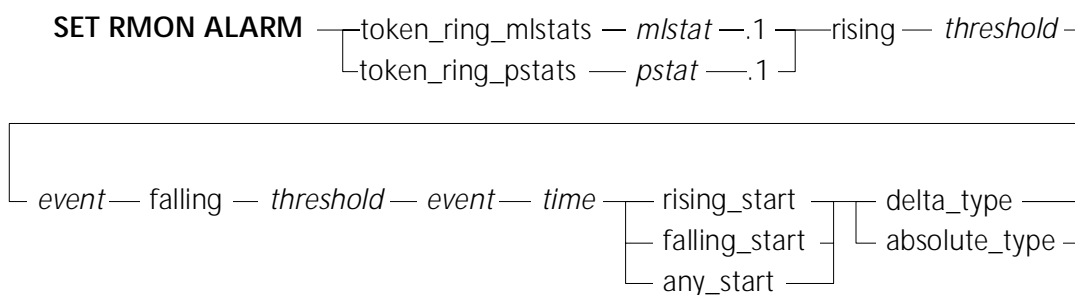 SET RMON ALARM token_ring_mlstats mlstat .1 rising threshold
token_ring_pstats pstat .1
event falling threshold event time rising_start delta_type
falling_start absolute_type
any_start